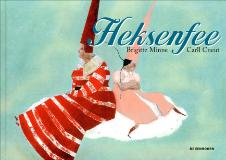 Heksenfee
Brigitte Minne Carll Cneut
DE EENHOORN